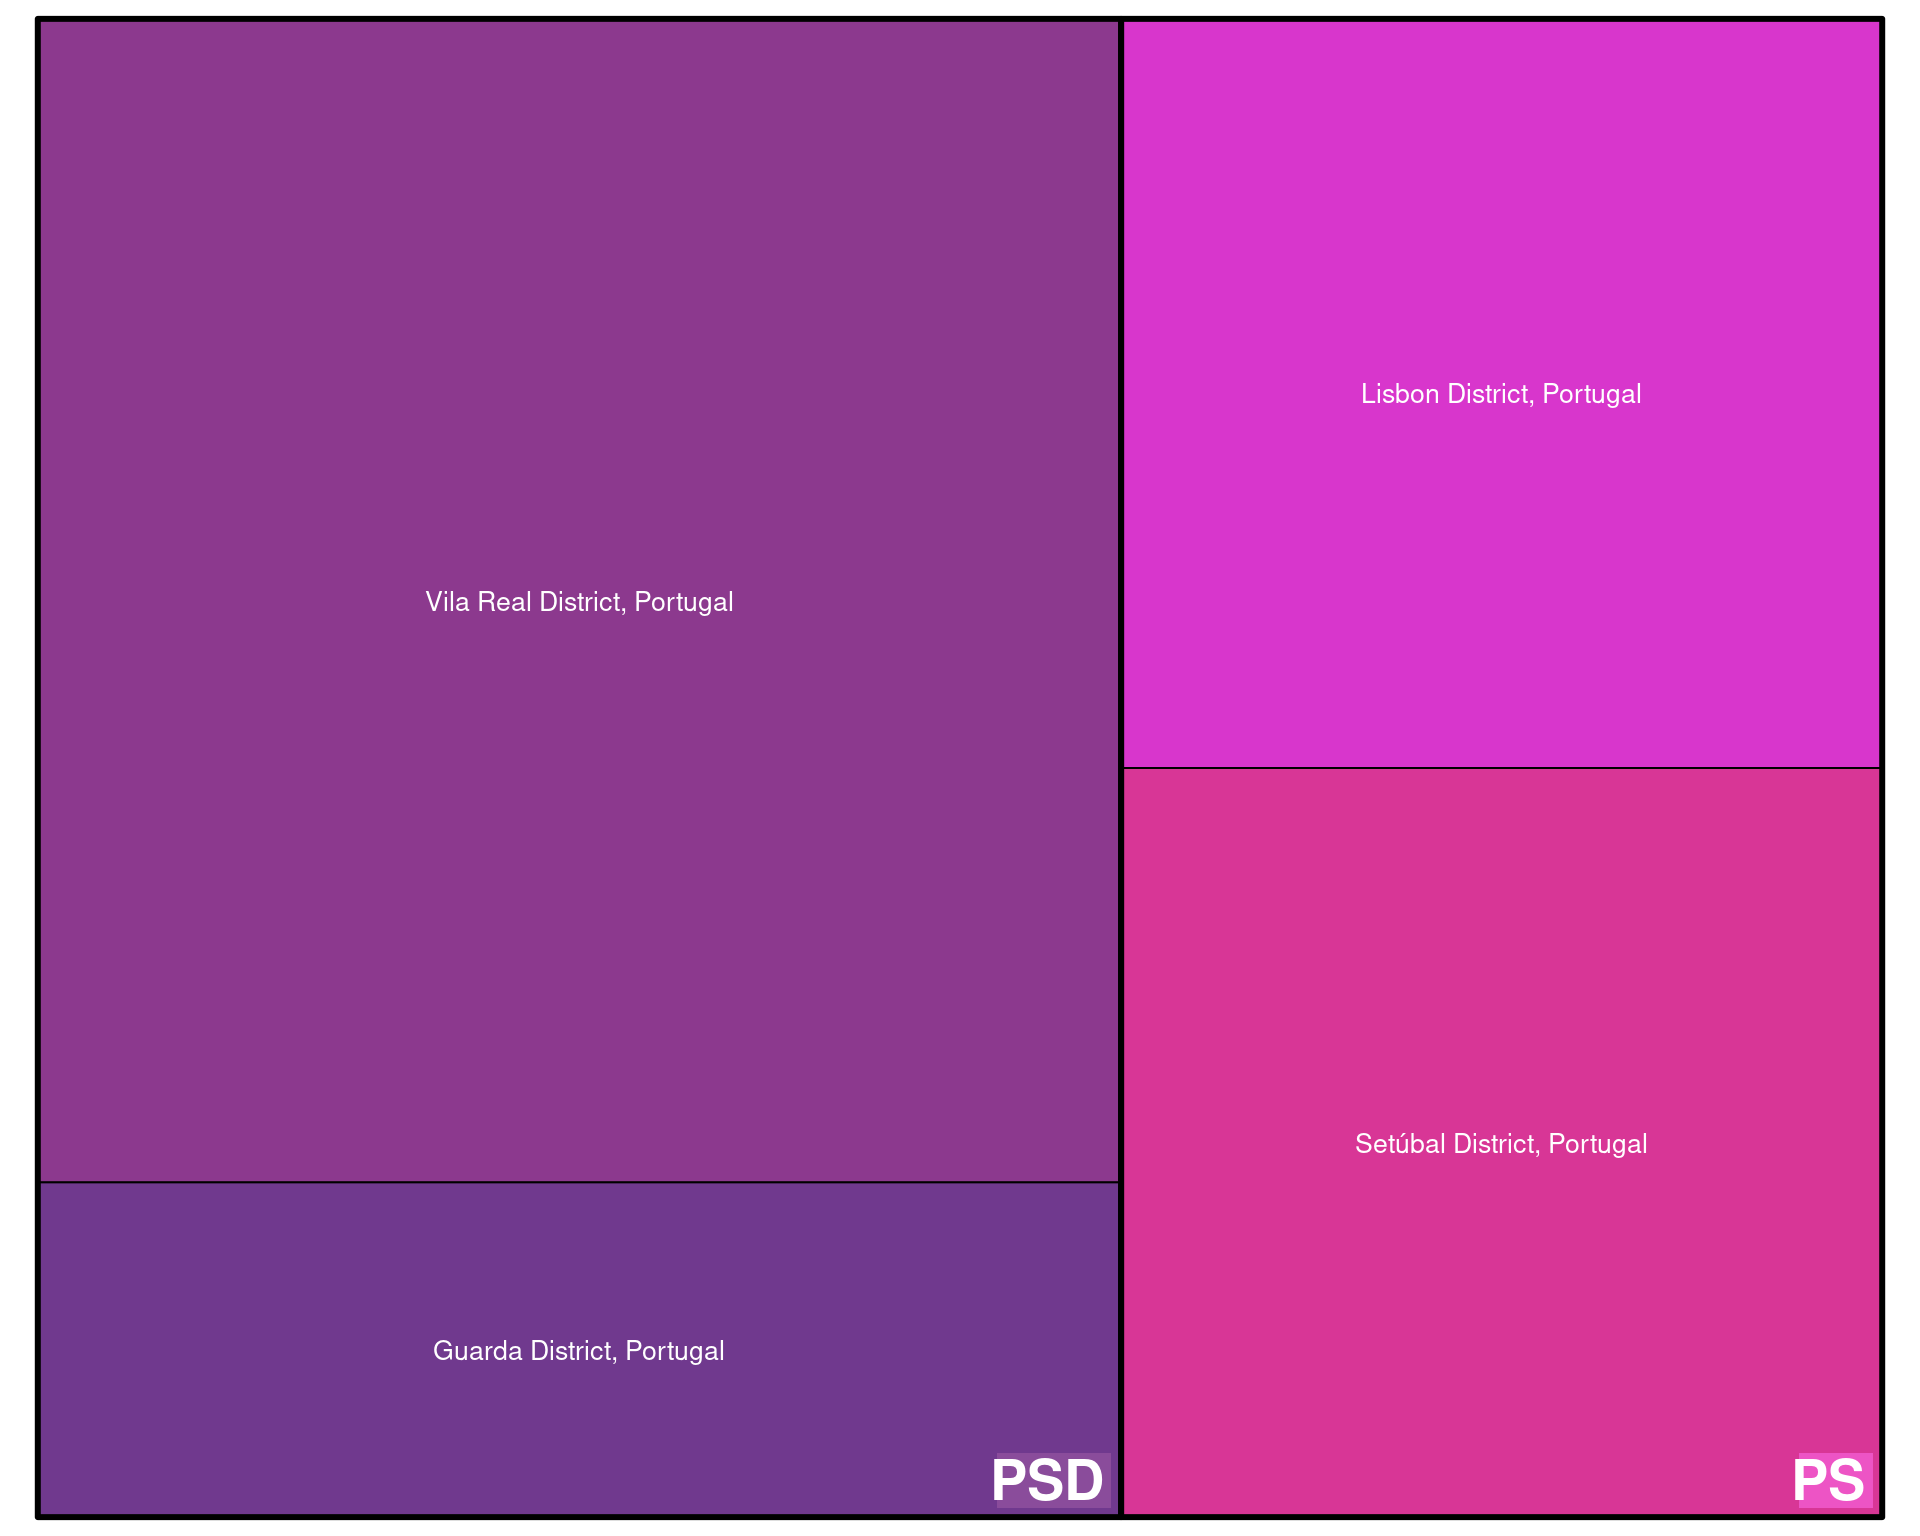 Vila Real District, Portugal
Guarda District, Portugal
PSD
Lisbon District, Portugal
Setúbal District, Portugal
PS